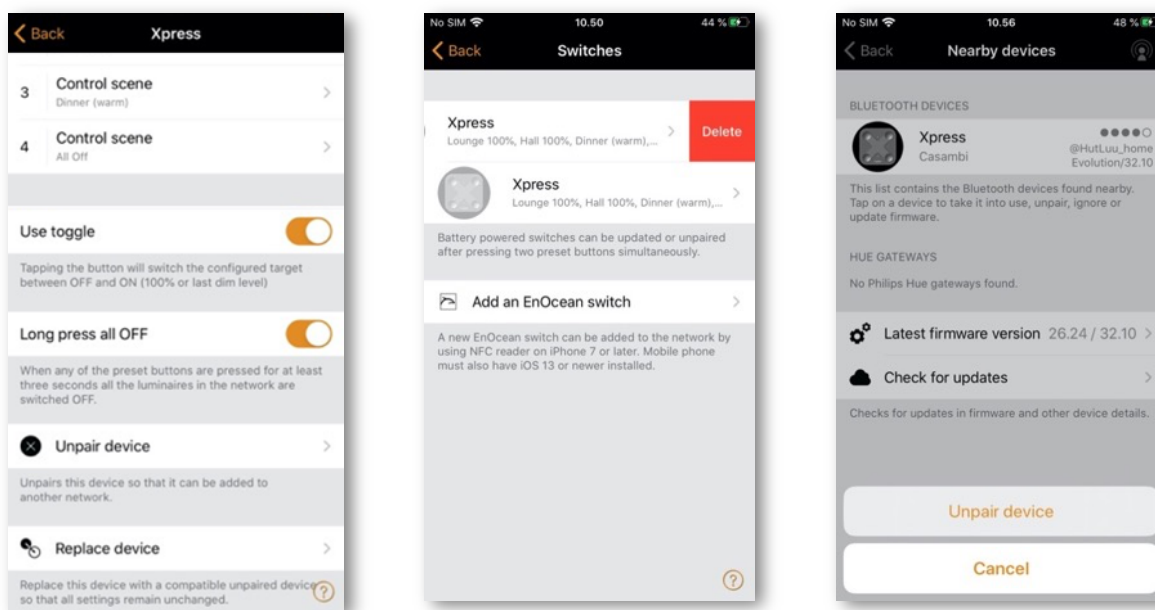 Back
Xpress
3
Control scene
Dinner (warm)
4
Control scene
All Off
Use toggle
Tapping the button will switch the configured target
between OFF and ON (100% or last dim level)
Long press all OFF
When any of the preset buttons are pressed for at least
three seconds all the luminaires in the network are
switched OFF.
Unpair device
Unpairs this device so that it can be added to
another network.
Replace device
Replace this device with a compatible unpaired device
so that all settings remain unchanged.
?
No SIM 10.50 44 %
Back
Switches
Xpress
Lounge 100%, Hall 100%, Dinner (warm),...
Delete
Xpress
Lounge 100%, Hall 100%, Dinner (warm),...
Battery powered switches can be updated or unpaired
after pressing two preset buttons simultaneously.
Add an EnOcean switch
A new EnOcean switch can be added to the network by
using NFC reader on iPhone 7 or later. Mobile phone
must also have iOS 13 or newer installed.
?
No SIM 10.56 48 %
Back
Nearby devices
BLUETOOTH DEVICES
Xpress
Casambi
@HutLuu_home
Evolution/32.10
This list contains the Bluetooth devices found nearby.
Tap on a device to take it into use, unpair, ignore or
update firmware.
HUE GATEWAYS
No Philips Hue gateways found.
Latest firmware version 26.24 / 32.10
Check for updates
Checks for updates in firmware and other device details.
Unpair device
Cancel